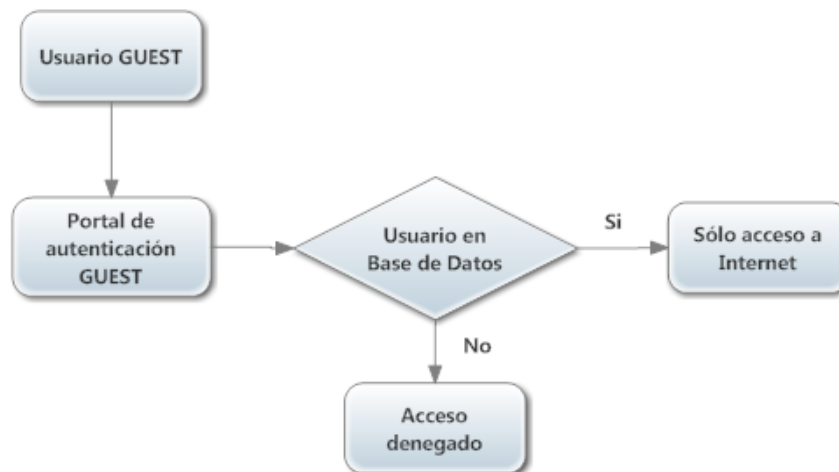 Usuario GUEST
Portal de
autenticación
GUEST
Usuario en
Base de Datos
Si
Sólo acceso a
Internet
No
Acceso
denegado